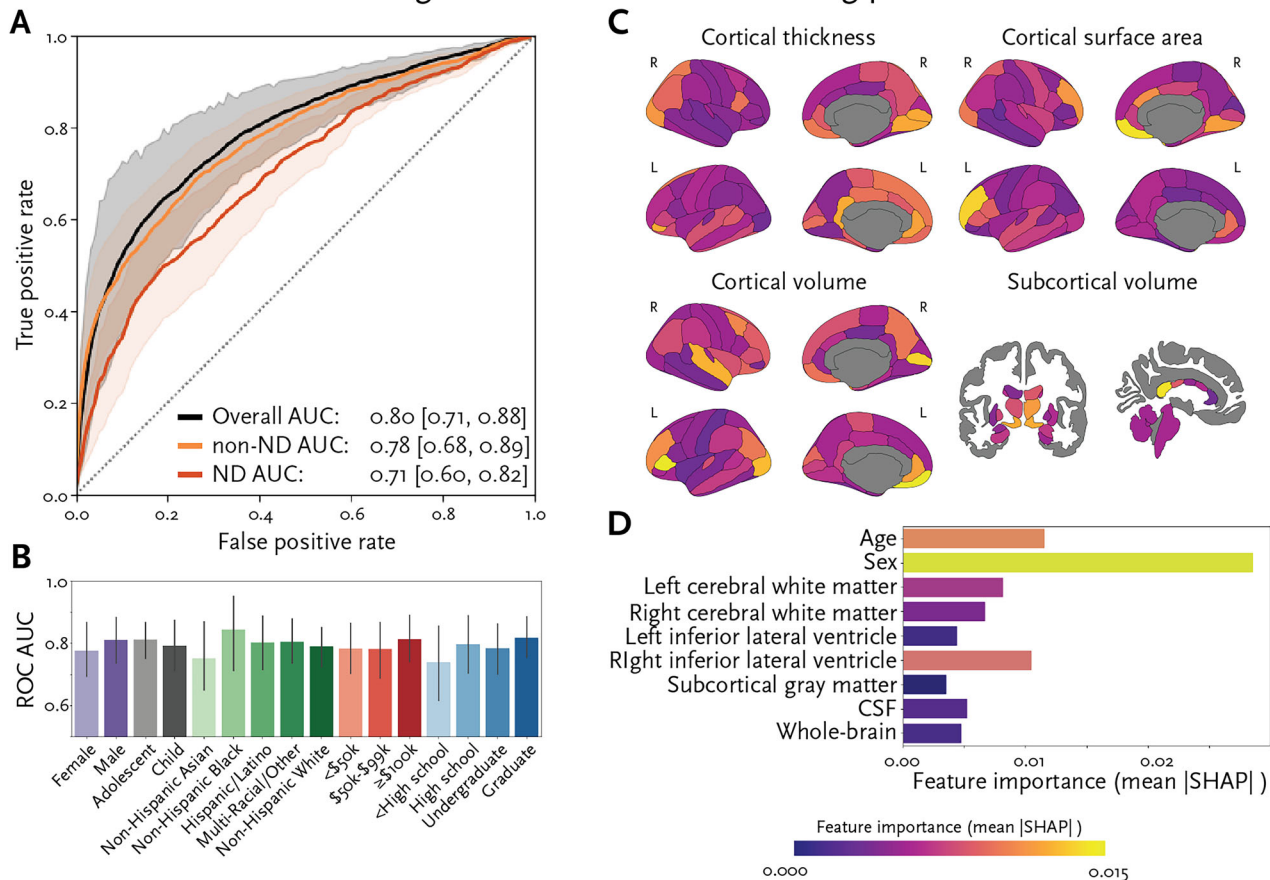 A
1.0
0.8
0.6
0.4
0.2
0.0
True positive rate
Overall AUC: 0.80 [0.71, 0.88]
non-ND AUC: 0.78 [0.68, 0.89]
ND AUC: 0.71 [0.60, 0.82]
0.0 0.2 0.4 0.6 0.8 1.0
False positive rate
B
1.0
0.8
0.6
ROC AUC
Female
Male
Adolescent
Child
Non-Hispanic Asian
Non-Hispanic Black
Hispanic/Latino
Multi-Racial/Other
Non-Hispanic White
<$50k
$50k-$99k
≥$100k
<High school
High school
Undergraduate
Graduate
C
Cortical thickness
R R
L L
Cortical surface area
R R
L L
Cortical volume
R R
L L
Subcortical volume
D
Age
Sex
Left cerebral white matter
Right cerebral white matter
Left inferior lateral ventricle
RIght inferior lateral ventricle
Subcortical gray matter
CSF
Whole-brain
0.00 0.01 0.02
Feature importance (mean |SHAP| )
Feature importance (mean |SHAP| )
0.000 0.015